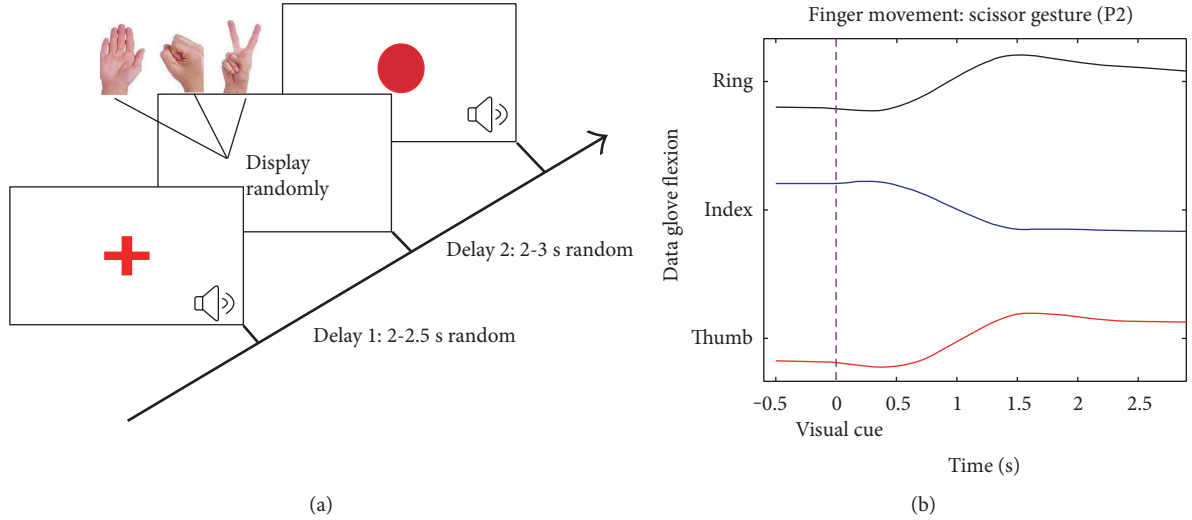 Display
randomly
Delay 1: 2-2.5 s random
Delay 2: 2-3 s random
(a)
Finger movement: scissor gesture (P2)
Data glove flexion
Ring
Index
Thumb
-0.5 0 0.5 1 1.5 2 2.5
Visual cue
Time (s)
(b)